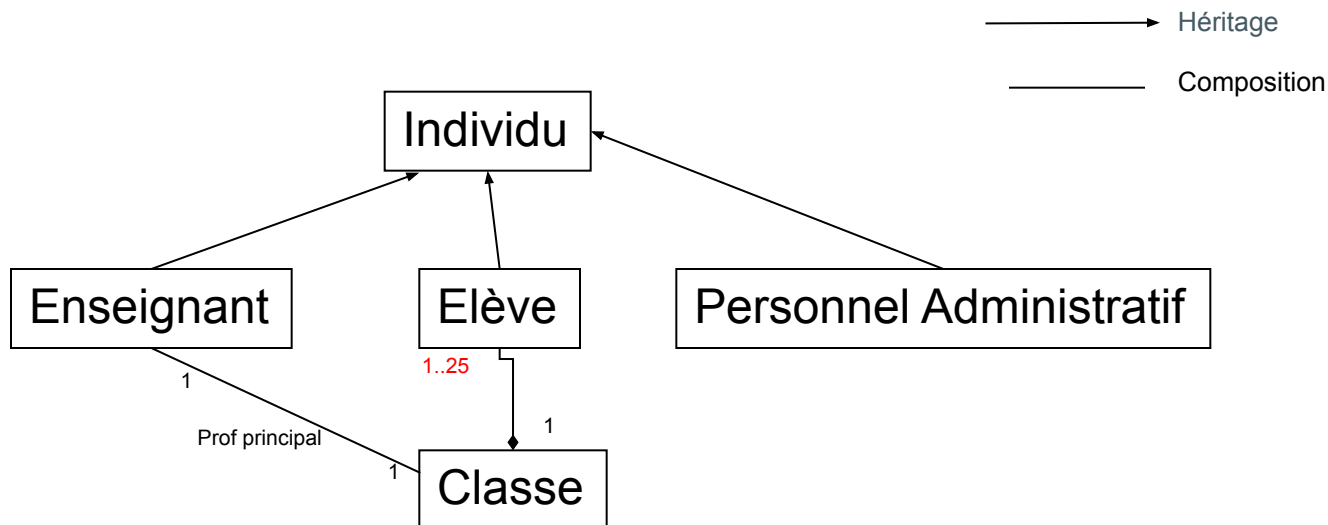 Héritage
Composition
Individu
Enseignant
Elève
Personnel Administratif
1..25
1
Prof principal
1
1
Classe